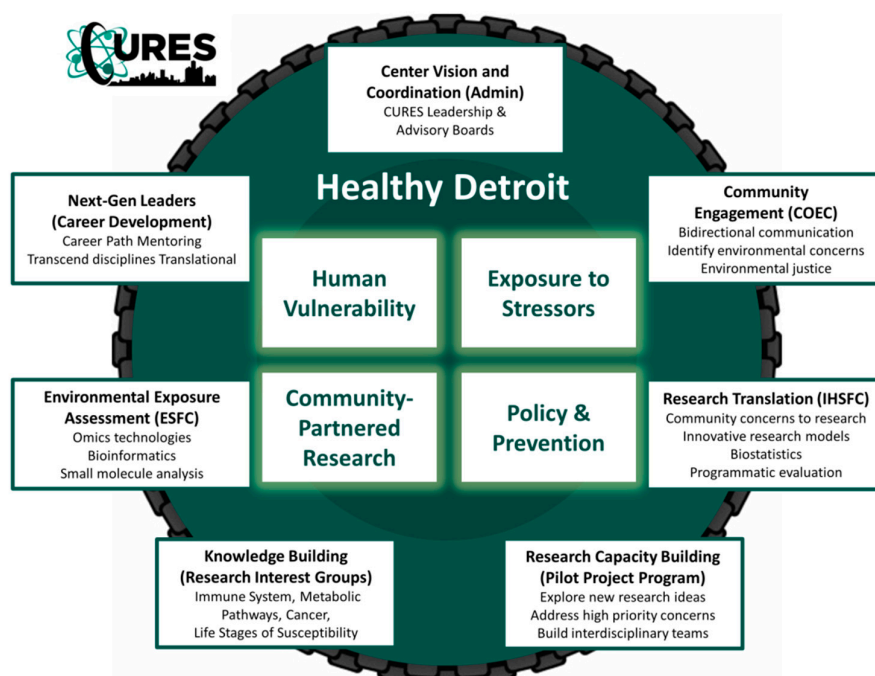 CURES
Center Vision and
Coordination (Admin)
CURES Leadership &
Advisory Boards
Healthy Detroit
Next-Gen Leaders
(Career Development)
Career Path Mentoring
Transcend disciplines Translational
Community
Engagement (COEC)
Bidirectional communication
Identify environmental concerns
Environmental justice
Human
Vulnerability
Exposure to
Stressors
Environmental Exposure
Assessment (ESFC)
Omics technologies
Bioinformatics
Small molecule analysis
Community-
Partnered
Research
Policy &
Prevention
Research Translation (IHSFC)
Community concerns to research
Innovative research models
Biostatistics
Programmatic evaluation
Knowledge Building
(Research Interest Groups)
Immune System, Metabolic
Pathways, Cancer,
Life Stages of Susceptibility
Research Capacity Building
(Pilot Project Program)
Explore new research ideas
Address high priority concerns
Build interdisciplinary teams